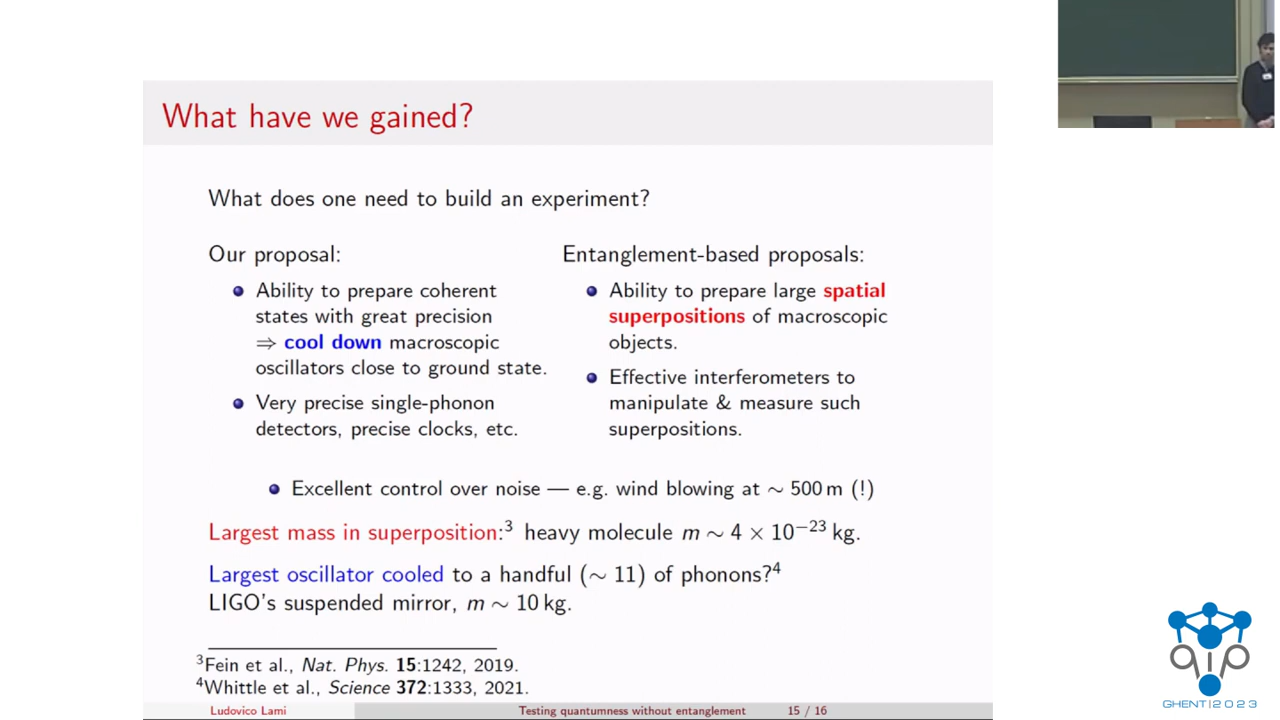 What have we gained?
What does one need to build an experiment?
Our proposal:
Ability to prepare coherent
states with great precision
⇒ cool down macroscopic
oscillators close to ground state.
Very precise single-phonon
detectors, precise clocks, etc.
Entanglement-based proposals:
Ability to prepare large spatial
superpositions of macroscopic
objects.
Effective interferometers to
manipulate & measure such
superpositions.
Excellent control over noise — e.g. wind blowing at ∼ 500 m (!)
Largest mass in superposition:³ heavy molecule m ∼ 4 × 10⁻²³ kg.
Largest oscillator cooled to a handful (∼ 11) of phonons?⁴
LIGO's suspended mirror, m ∼ 10 kg.
³Fein et al., Nat. Phys. 15:1242, 2019.
⁴Whittle et al., Science 372:1333, 2021.
Ludovico Lami
Testing quantumness without entanglement
15 / 16
qip
GHENT|2023